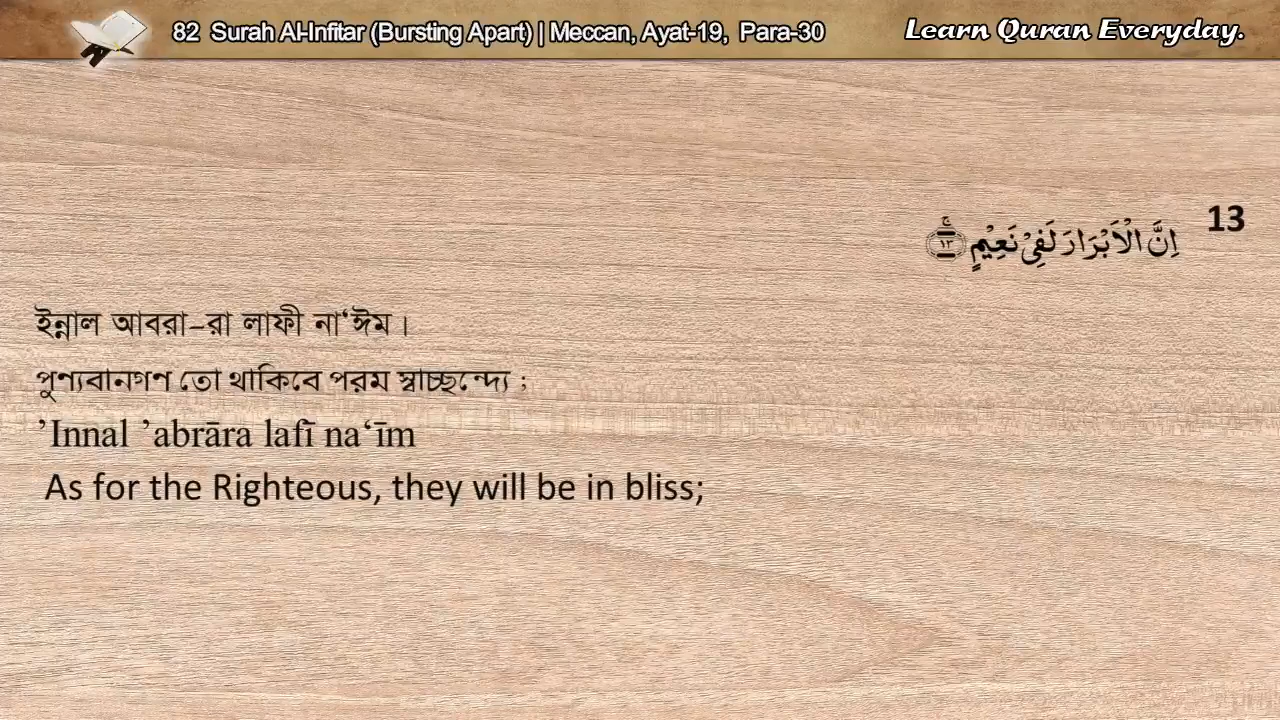 82 Surah Al-Infitar (Bursting Apart) | Meccan, Ayat-19, Para-30
Learn Quran Everyday.
13
اِنَّ الْاَبْرَارَ لَفِیْ نَعِیْمٍ ۚ﴿۱۳﴾
ইন্নাল আবরা-রা লাফী না‘ঈম।
পুণ্যবানগণ তো থাকিবে পরম স্বাচ্ছন্দ্যে ;
’Innal ’abrāra lafī na‘īm
As for the Righteous, they will be in bliss;